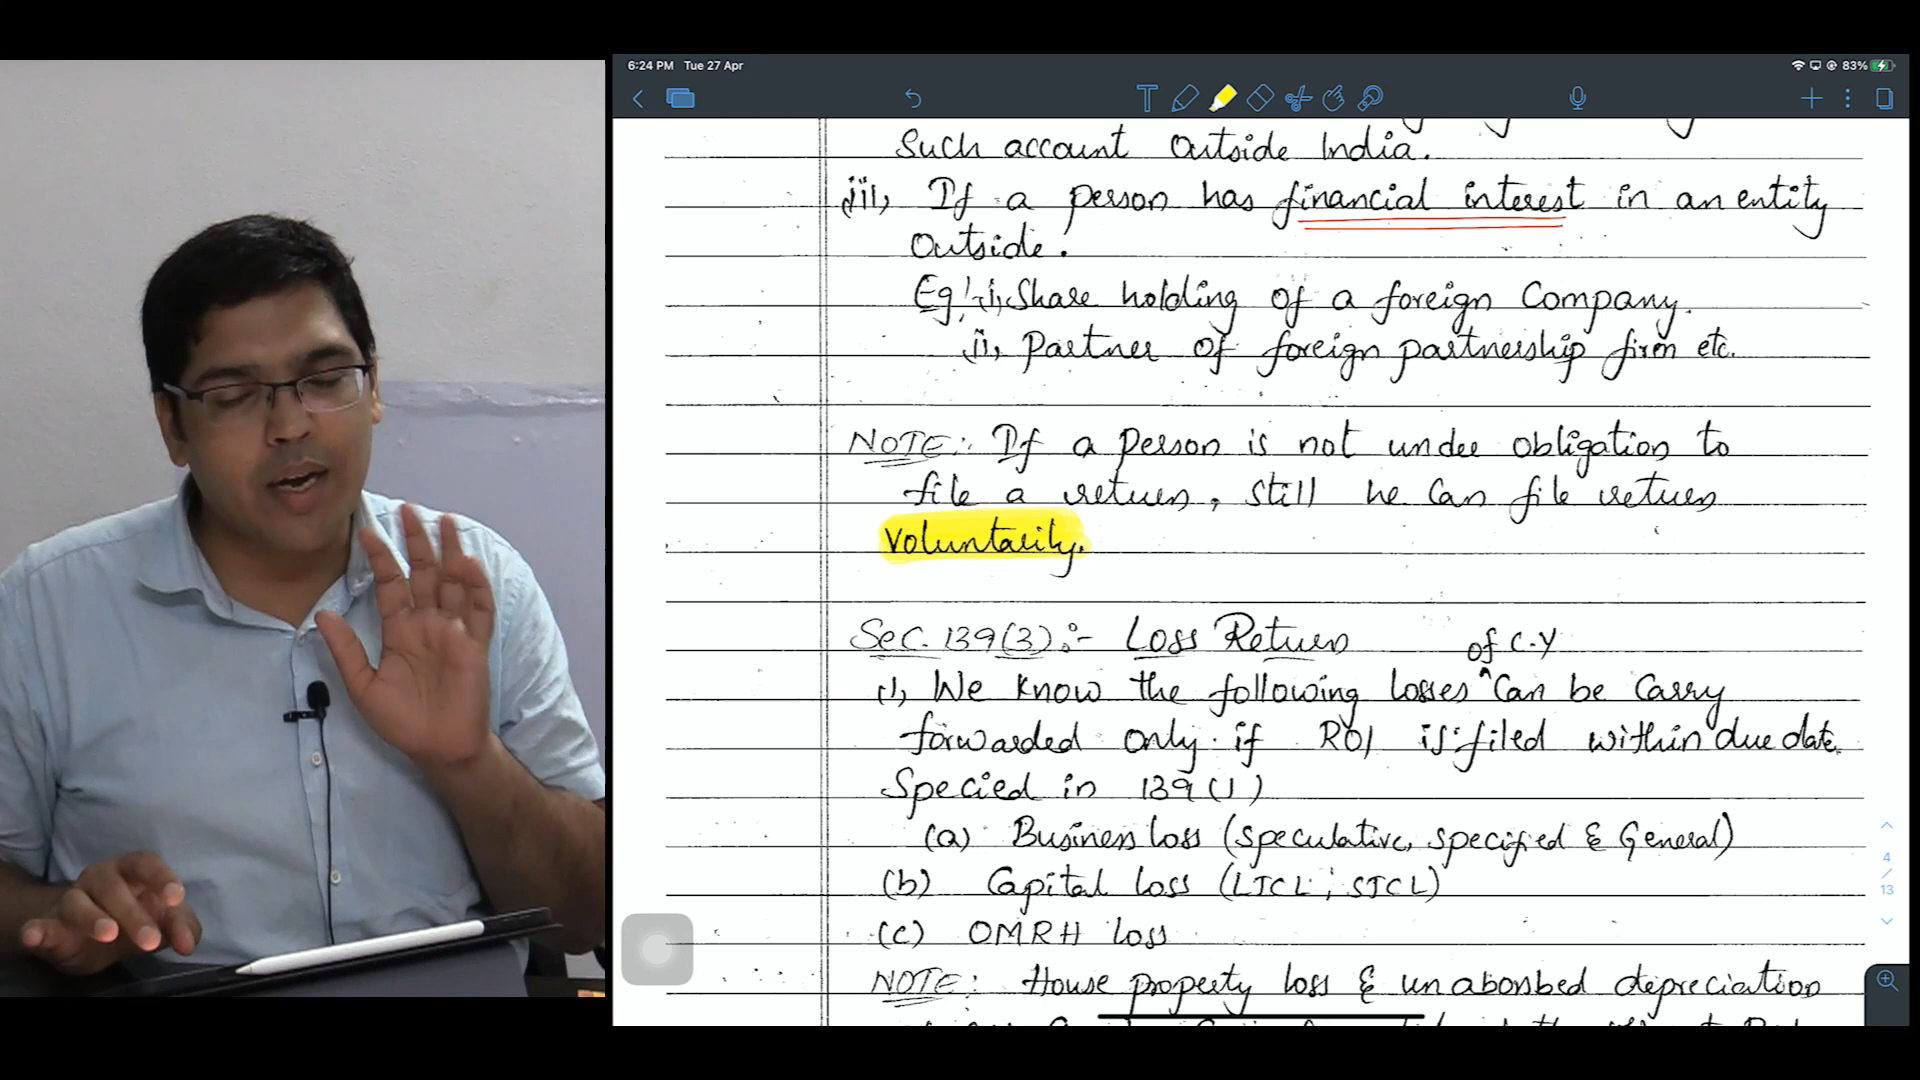 6:24 PM Tue 27 Apr
83%
Such account Outside India.
iii, If a person has financial interest in an entity
Outside.
Eg:-i, Share holding of a foreign Company.
ii, Partner of foreign partnership firm etc.
NOTE:- If a Person is not under obligation to
file a return, still he Can file return
Voluntarily.
Sec. 139(3):- Loss Return
of C.Y
(i), We know the following losses ^ Can be Carry
forwarded only if ROI is filed within due date
Specied in 139(1)
(a) Business loss (Speculative, specified & General)
(b) Capital loss (LTCL, STCL)
(c) OMRH loss
NOTE: House property loss & unabonbed depreciation
4
/
13